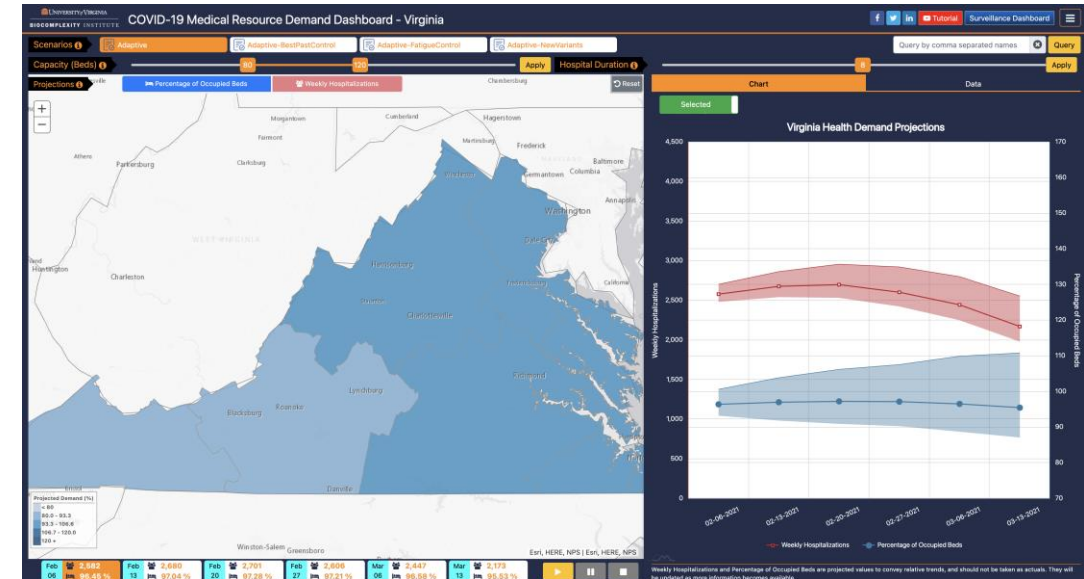 UNIVERSITY of VIRGINIA
BIOCOMPLEXITY INSTITUTE
COVID-19 Medical Resource Demand Dashboard - Virginia
Tutorial
Surveillance Dashboard
Scenarios
Adaptive
Adaptive-BestPastControl
Adaptive-FatigueControl
Adaptive-NewVariants
Query by comma separated names
Query
Capacity (Beds)
80
120
Apply
Hospital Duration
8
Apply
Projections
Percentage of Occupied Beds
Weekly Hospitalizations
Chambersburg
Reset
Chart
Data
Selected
Virginia Health Demand Projections
+
−
Morgantown
Cumberland
Hagerstown
Fairmont
Martinsburg
Frederick
Athens
Parkersburg
Clarksburg
Baltimore
Winchester
Germantown
Columbia
Annapolis
Washington
Dale City
WEST VIRGINIA
Huntington
Charleston
Harrisonburg
Fredericksburg
California
Staunton
Charlottesville
Richmond
Lynchburg
Blacksburg
Roanoke
Bristol
Danville
Winston-Salem
Greensboro
Projected Demand (%)
< 80
80.0 - 93.3
93.3 - 106.6
106.7 - 120.0
120 +
Esri, HERE, NPS | Esri, HERE, NPS
4,500
4,000
3,500
3,000
2,500
2,000
1,500
1,000
500
0
Weekly Hospitalizations
170
160
150
140
130
120
110
100
90
80
70
Percentage of Occupied Beds
02-06-2021
02-13-2021
02-20-2021
02-27-2021
03-06-2021
03-13-2021
Weekly Hospitalizations
Percentage of Occupied Beds
Feb 06 2,582 96.45 %
Feb 13 2,680 97.04 %
Feb 20 2,701 97.28 %
Feb 27 2,606 97.21 %
Mar 06 2,447 96.58 %
Mar 13 2,173 95.53 %
Weekly Hospitalizations and Percentage of Occupied Beds are projected values to convey relative trends, and should not be taken as actuals. They will
be updated as more information becomes available.